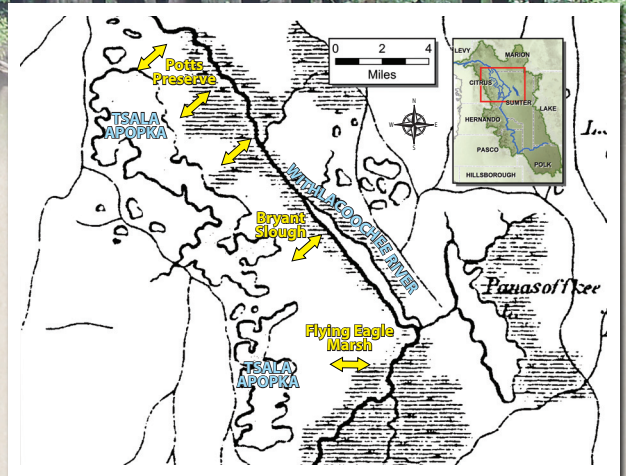 0 2 4
Miles
LEVY
MARION
CITRUS
SUMTER
LAKE
HERNANDO
PASCO
POLK
HILLSBOROUGH
N
W E
S
Potts
Preserve
TSALA
APOPKA
WITHLACOOCHEE RIVER
Bryant
Slough
Panasoffkee
Flying Eagle
Marsh
TSALA
APOPKA